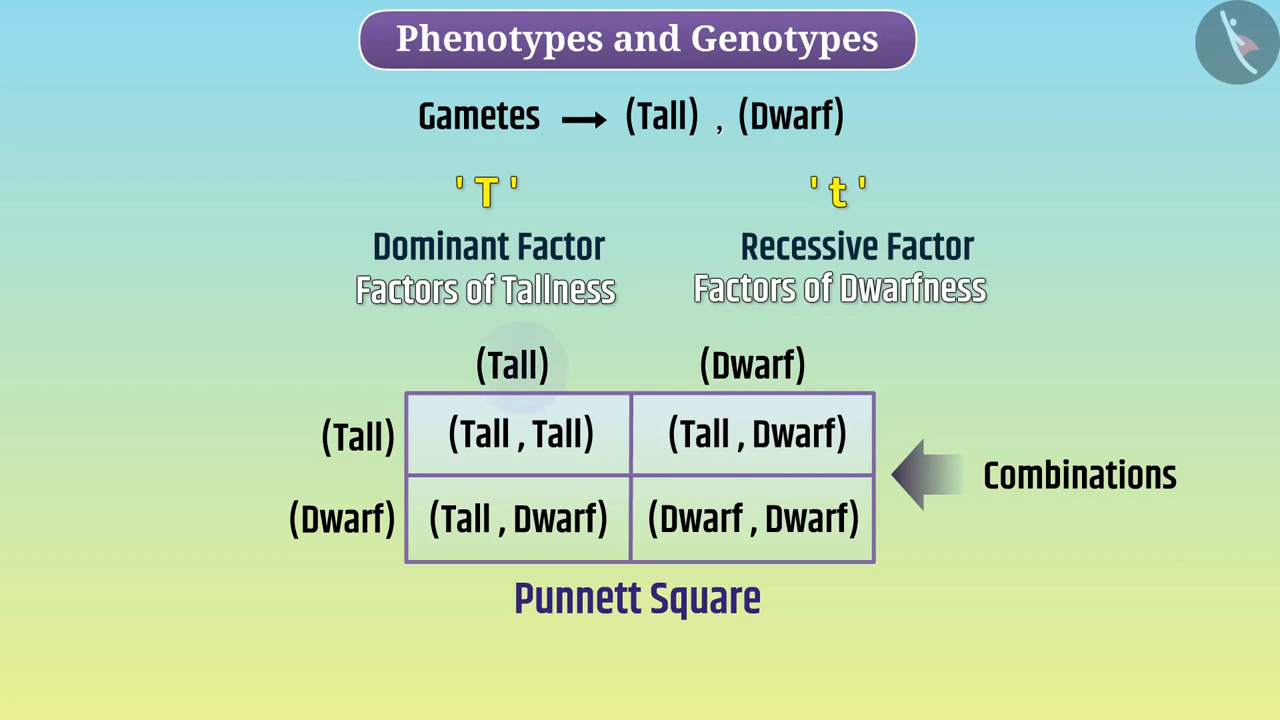 Phenotypes and Genotypes
Gametes → (Tall) , (Dwarf)
' T ' ' t '
Dominant Factor Recessive Factor
Factors of Tallness Factors of Dwarfness
(Tall) (Dwarf)
(Tall) (Tall , Tall) (Tall , Dwarf)
Combinations
(Dwarf) (Tall , Dwarf) (Dwarf , Dwarf)
Punnett Square